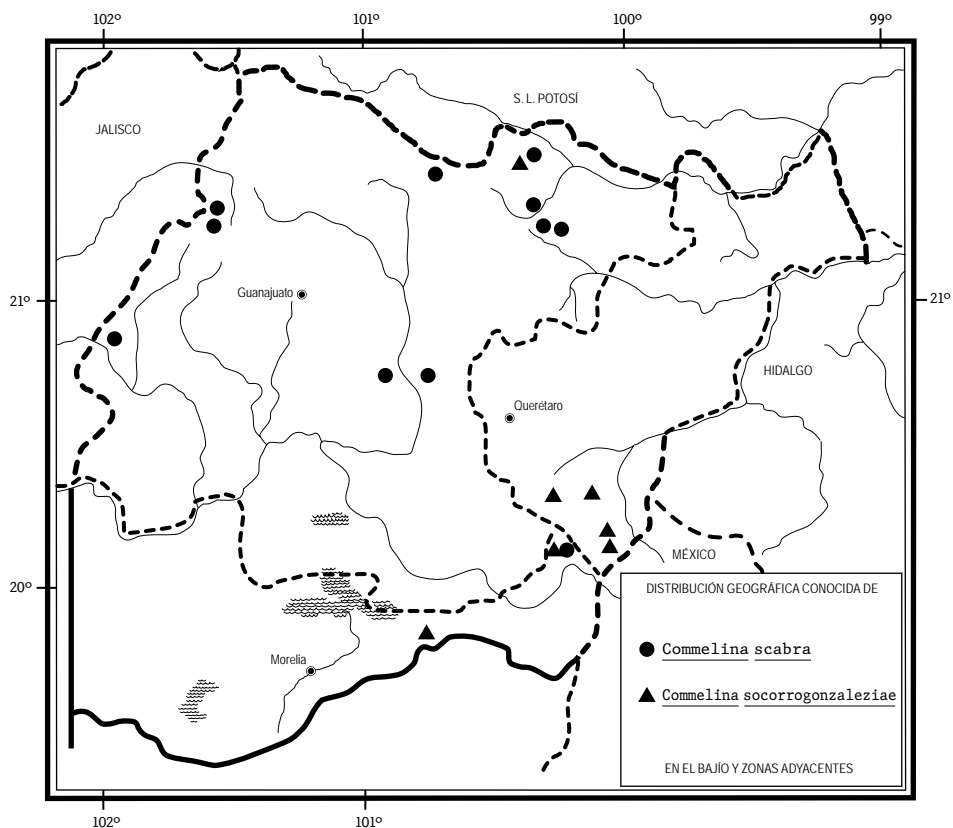 102º 101º 100º 99º
S. L. POTOSÍ
JALISCO
Guanajuato
21º 21º
HIDALGO
Querétaro
MÉXICO
20º
DISTRIBUCIÓN GEOGRÁFICA CONOCIDA DE
Commelina scabra
Morelia
Commelina socorrogonzaleziae
EN EL BAJÍO Y ZONAS ADYACENTES
102º 101º